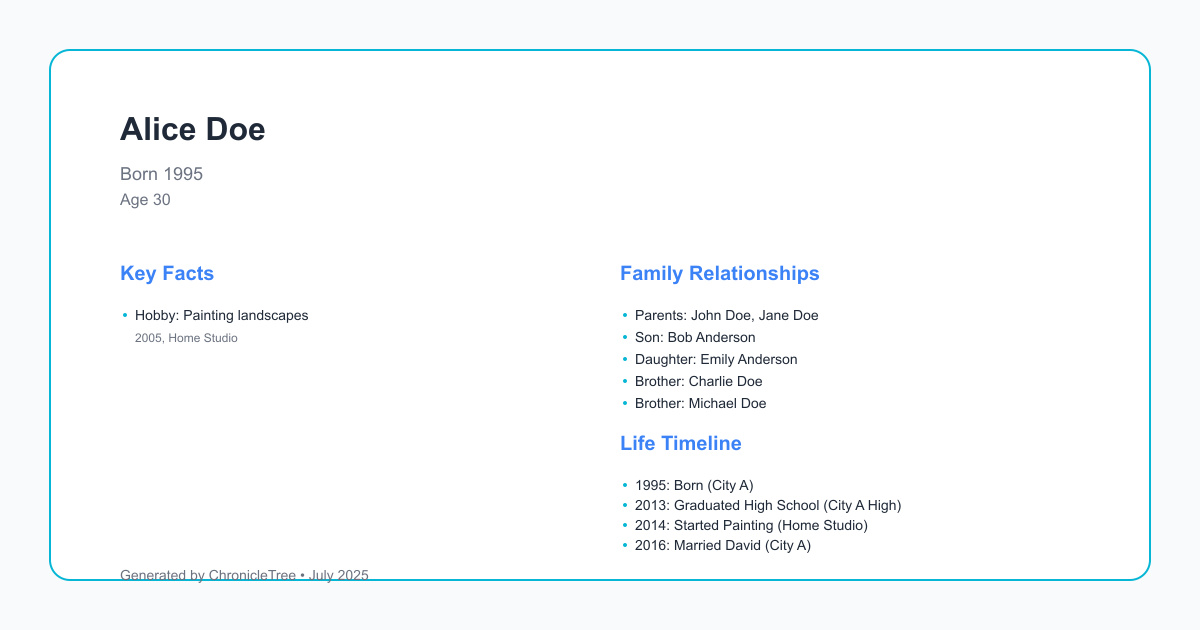 Alice Doe
Born 1995
Age 30
Key Facts
• Hobby: Painting landscapes
2005, Home Studio
Family Relationships
• Parents: John Doe, Jane Doe
• Son: Bob Anderson
• Daughter: Emily Anderson
• Brother: Charlie Doe
• Brother: Michael Doe
Life Timeline
• 1995: Born (City A)
• 2013: Graduated High School (City A High)
• 2014: Started Painting (Home Studio)
• 2016: Married David (City A)
Generated by ChronicleTree • July 2025